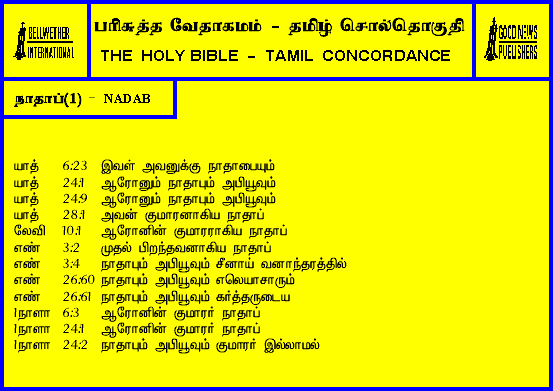 BELLWETHER
INTERNATIONAL
பரிசுத்த வேதாகமம் - தமிழ் சொல்தொகுதி
THE HOLY BIBLE - TAMIL CONCORDANCE
GOOD NEWS
PUBLISHERS
நாதாப்(1) - NADAB
யாத் 6:23 இவள் அவனுக்கு நாதாபையும்
யாத் 24:1 ஆரோனும் நாதாபும் அபியூவும்
யாத் 24:9 ஆரோனும் நாதாபும் அபியூவும்
யாத் 28:1 அவன் குமாரனாகிய நாதாப்
லேவி 10:1 ஆரோனின் குமாரராகிய நாதாப்
எண் 3:2 முதல் பிறந்தவனாகிய நாதாப்
எண் 3:4 நாதாபும் அபியூவும் சீனாய் வனாந்தரத்தில்
எண் 26:60 நாதாபும் அபியூவும் எலெயாசாரும்
எண் 26:61 நாதாபும் அபியூவும் கர்த்தருடைய
1நாளா 6:3 ஆரோனின் குமாரர் நாதாப்
1நாளா 24:1 ஆரோனின் குமாரர் நாதாப்
1நாளா 24:2 நாதாபும் அபியூவும் குமாரர் இல்லாமல்